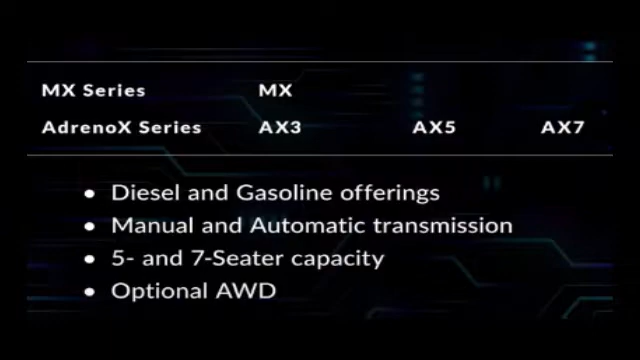 MX Series MX
AdrenoX Series AX3 AX5 AX7
• Diesel and Gasoline offerings
• Manual and Automatic transmission
• 5- and 7-Seater capacity
• Optional AWD